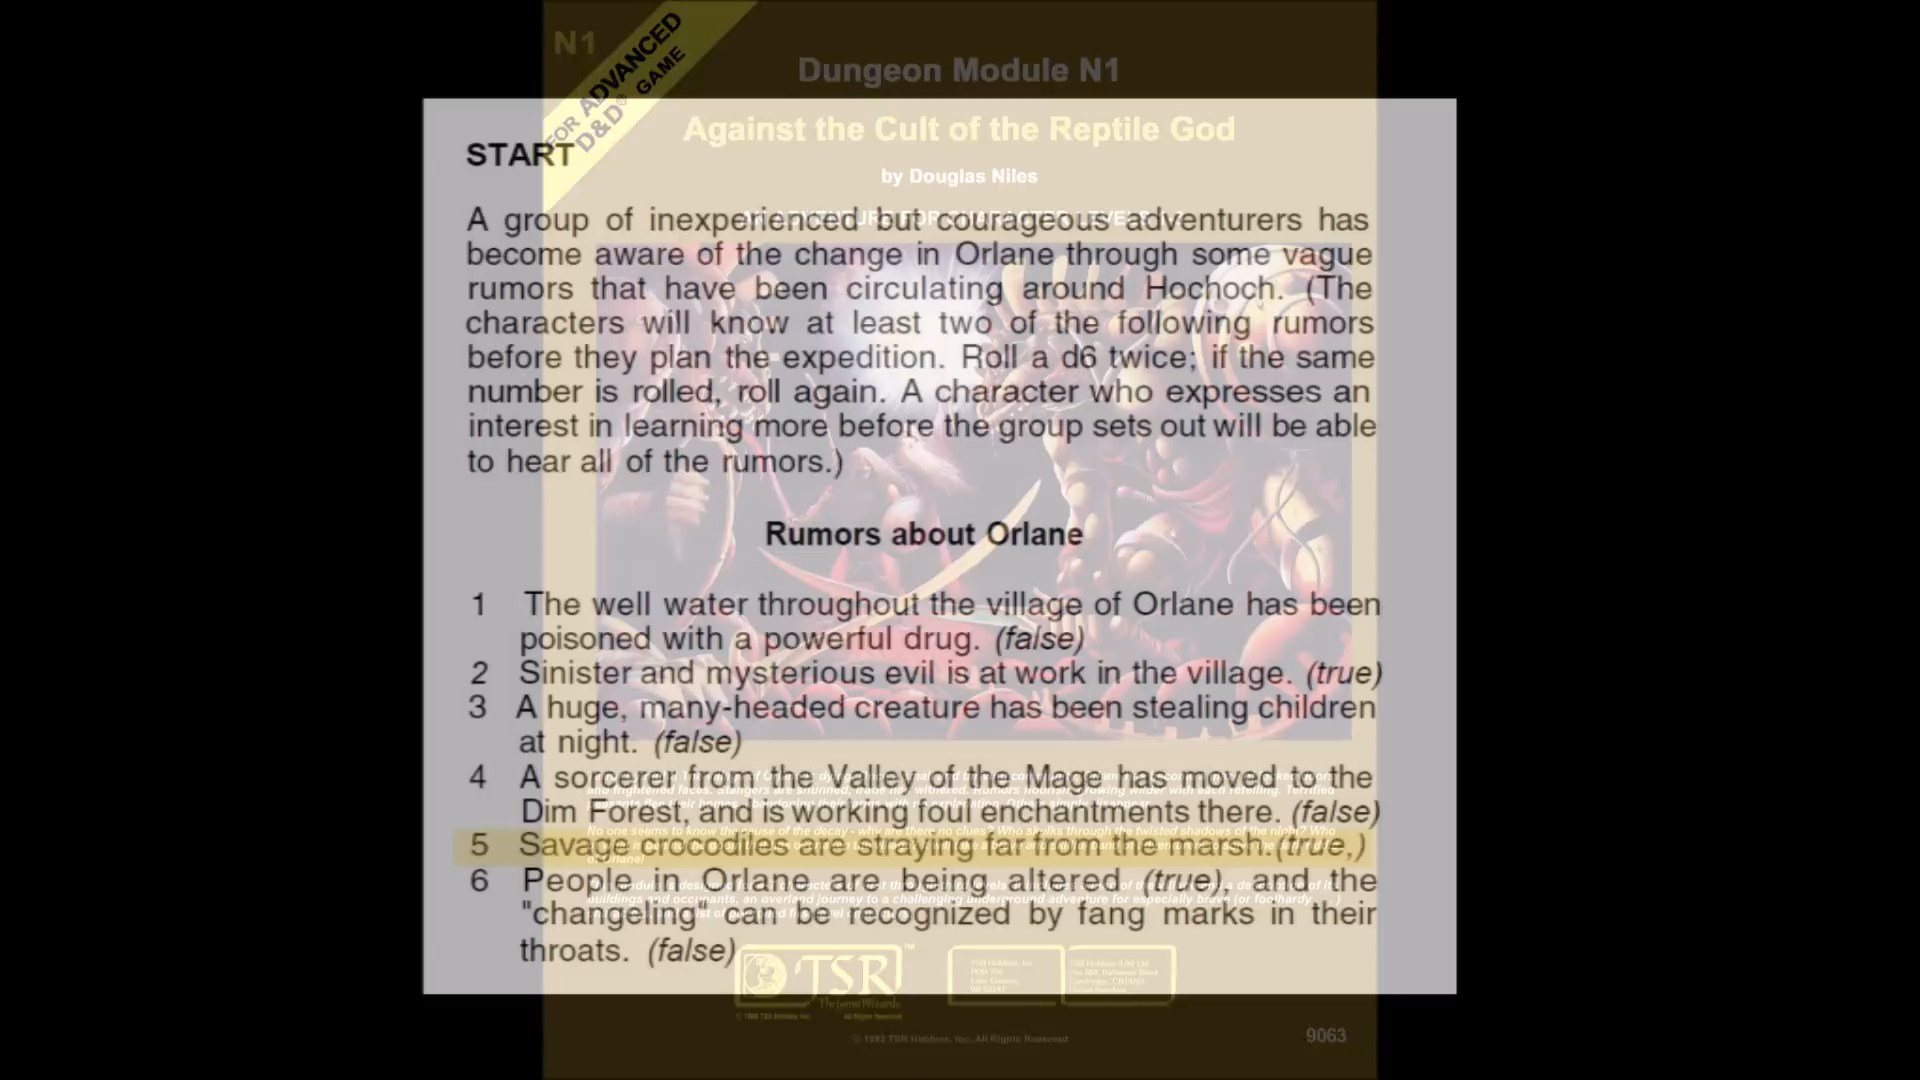 N1
FOR ADVANCED
D&D® GAME
Dungeon Module N1
Against the Cult of the Reptile God
by Douglas Niles
START
A group of inexperienced but courageous adventurers has
become aware of the change in Orlane through some vague
rumors that have been circulating around Hochoch. (The
characters will know at least two of the following rumors
before they plan the expedition. Roll a d6 twice; if the same
number is rolled, roll again. A character who expresses an
interest in learning more before the group sets out will be able
to hear all of the rumors.)
Rumors about Orlane
1 The well water throughout the village of Orlane has been
poisoned with a powerful drug. (false)
2 Sinister and mysterious evil is at work in the village. (true)
3 A huge, many-headed creature has been stealing children
at night. (false)
4 A sorcerer from the Valley of the Mage has moved to the
Dim Forest, and is working foul enchantments there. (false)
5 Savage crocodiles are straying far from the marsh.(true,)
6 People in Orlane are being altered (true), and the
"changeling" can be recognized by fang marks in their
throats. (false)
TSR™
© 1982 TSR Hobbies, Inc. All Rights Reserved
9063